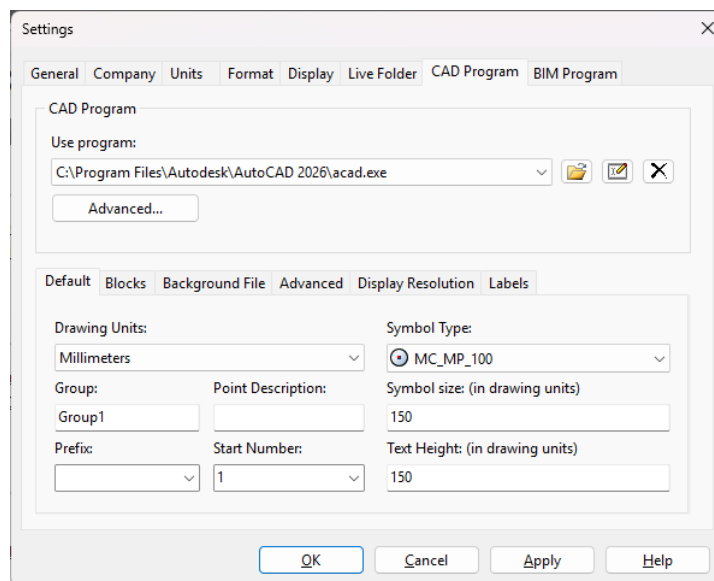 Settings
General Company Units Format Display Live Folder CAD Program BIM Program
CAD Program
Use program:
C:\Program Files\Autodesk\AutoCAD 2026\acad.exe
Advanced...
Default Blocks Background File Advanced Display Resolution Labels
Drawing Units: Symbol Type:
Millimeters MC_MP_100
Group: Point Description: Symbol size: (in drawing units)
Group1 150
Prefix: Start Number: Text Height: (in drawing units)
1 150
OK Cancel Apply Help